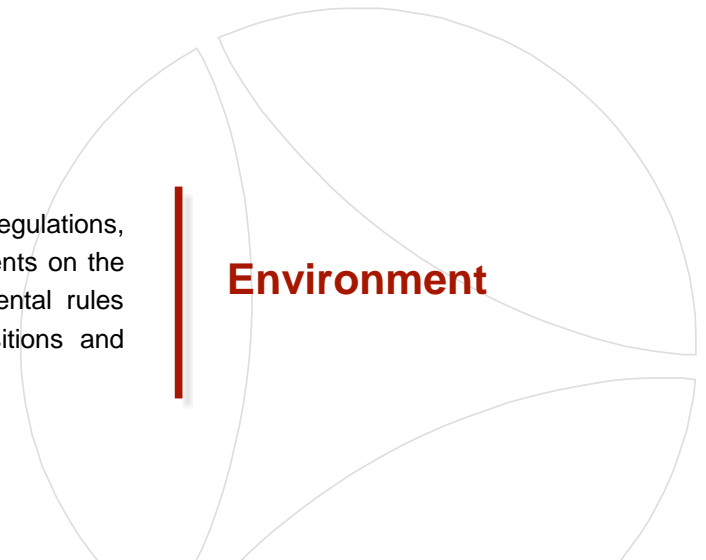 egulations,
ents on the
ental rules
itions and
Environment